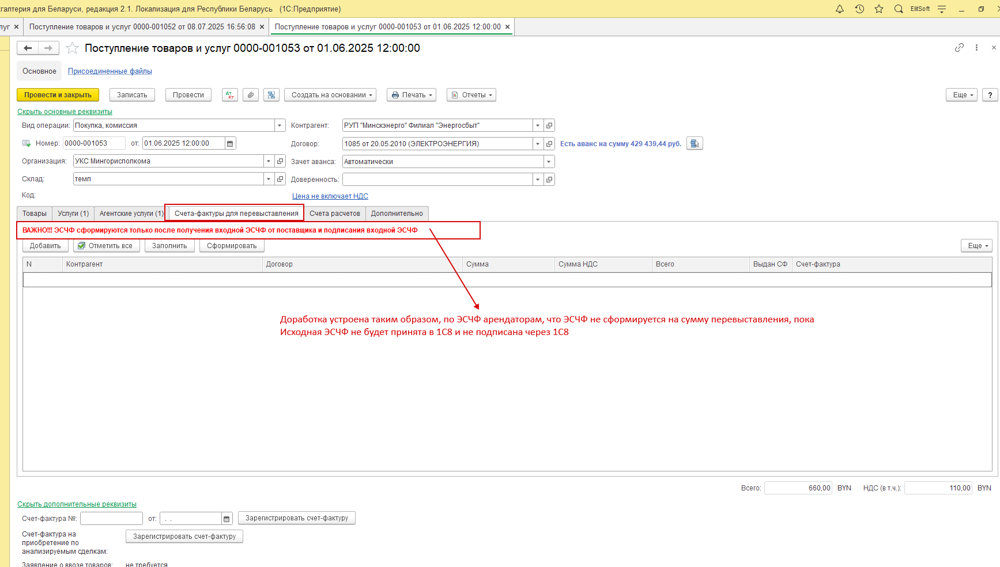 галтерия для Беларуси, редакция 2.1. Локализация для Республики Беларусь (1С:Предприятие)
ElitSoft
луг
Поступление товаров и услуг 0000-001052 от 08.07.2025 16:56:08
Поступление товаров и услуг 0000-001053 от 01.06.2025 12:00:00
Поступление товаров и услуг 0000-001053 от 01.06.2025 12:00:00
Основное Присоединенные файлы
Провести и закрыть Записать Провести Дт Кт Создать на основании Печать Отчеты Еще ?
Скрыть основные реквизиты
Вид операции: Покупка, комиссия Контрагент: РУП "Минскэнерго" Филиал "Энергосбыт"
Номер: 0000-001053 от: 01.06.2025 12:00:00 Договор: 1085 от 20.05.2010 (ЭЛЕКТРОЭНЕРГИЯ) Есть аванс на сумму 429 439,44 руб.
Организация: УКС Мингорисполкома Зачет аванса: Автоматически
Склад: темп Доверенность:
Код: Цена не включает НДС
Товары Услуги (1) Агентские услуги (1) Счета-фактуры для перевыставления Счета расчетов Дополнительно
ВАЖНО!!! ЭСЧФ сформируются только после получения входной ЭСЧФ от поставщика и подписания входной ЭСЧФ
Добавить Отметить все Заполнить Сформировать Еще
N Контрагент Договор Сумма Сумма НДС Всего Выдан СФ Счет-фактура
Доработка устроена таким образом, по ЭСЧФ арендаторам, что ЭСЧФ не сформируется на сумму перевыставления, пока
Исходная ЭСЧФ не будет принята в 1С8 и не подписана через 1С8
Всего: 660,00 BYN НДС (в т.ч.): 110,00 BYN
Скрыть дополнительные реквизиты
Счет-фактура №: от: . . Зарегистрировать счет-фактуру
Счет-фактура на Зарегистрировать счет-фактуру
приобретение по
анализируемым сделкам:
Заявление о ввозе товаров: не требуется